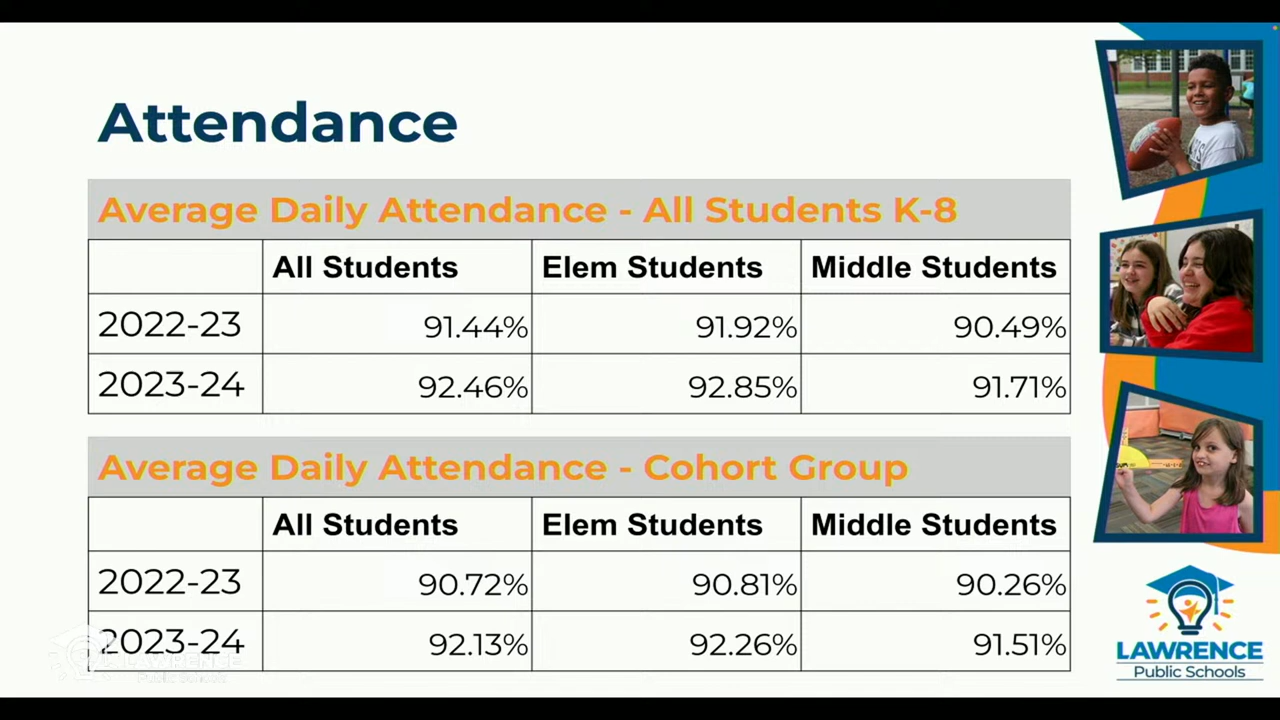 Attendance
Average Daily Attendance - All Students K-8
All Students Elem Students Middle Students
2022-23 91.44% 91.92% 90.49%
2023-24 92.46% 92.85% 91.71%
Average Daily Attendance - Cohort Group
All Students Elem Students Middle Students
2022-23 90.72% 90.81% 90.26%
2023-24 92.13% 92.26% 91.51%
LAWRENCE
Public Schools
LAWRENCE
Public Schools